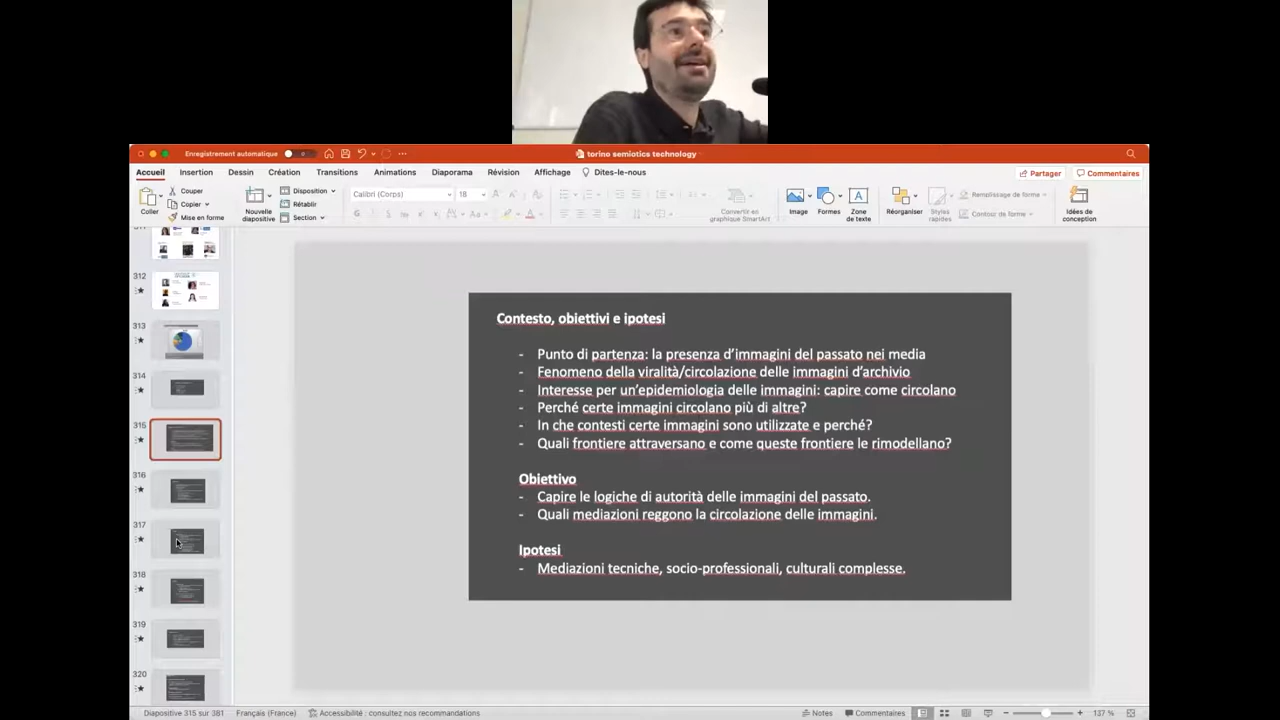 Enregistrement automatique
torino semiotics technology
Accueil Insertion Dessin Création Transitions Animations Diaporama Révision Affichage Dites-le-nous
Partager Commentaires
Coller
Couper
Copier
Mise en forme
Nouvelle diapositive
Disposition
Rétablir
Section
Calibri (Corps) 18
Convertir en graphique SmartArt
Image
Formes
Zone de texte
Réorganiser
Styles rapides
Remplissage de forme
Contour de forme
Idées de conception
312
313
314
315
316
317
318
319
320
Contesto, obiettivi e ipotesi
- Punto di partenza: la presenza d'immagini del passato nei media
- Fenomeno della viralità/circolazione delle immagini d'archivio
- Interesse per un'epidemiologia delle immagini: capire come circolano
- Perché certe immagini circolano più di altre?
- In che contesti certe immagini sono utilizzate e perché?
- Quali frontiere attraversano e come queste frontiere le rimodellano?
Obiettivo
- Capire le logiche di autorità delle immagini del passato.
- Quali mediazioni reggono la circolazione delle immagini.
Ipotesi
- Mediazioni tecniche, socio-professionali, culturali complesse.
Diapositive 315 sur 381 Français (France) Accessibilité : consultez nos recommandations
Notes Commentaires 137 %